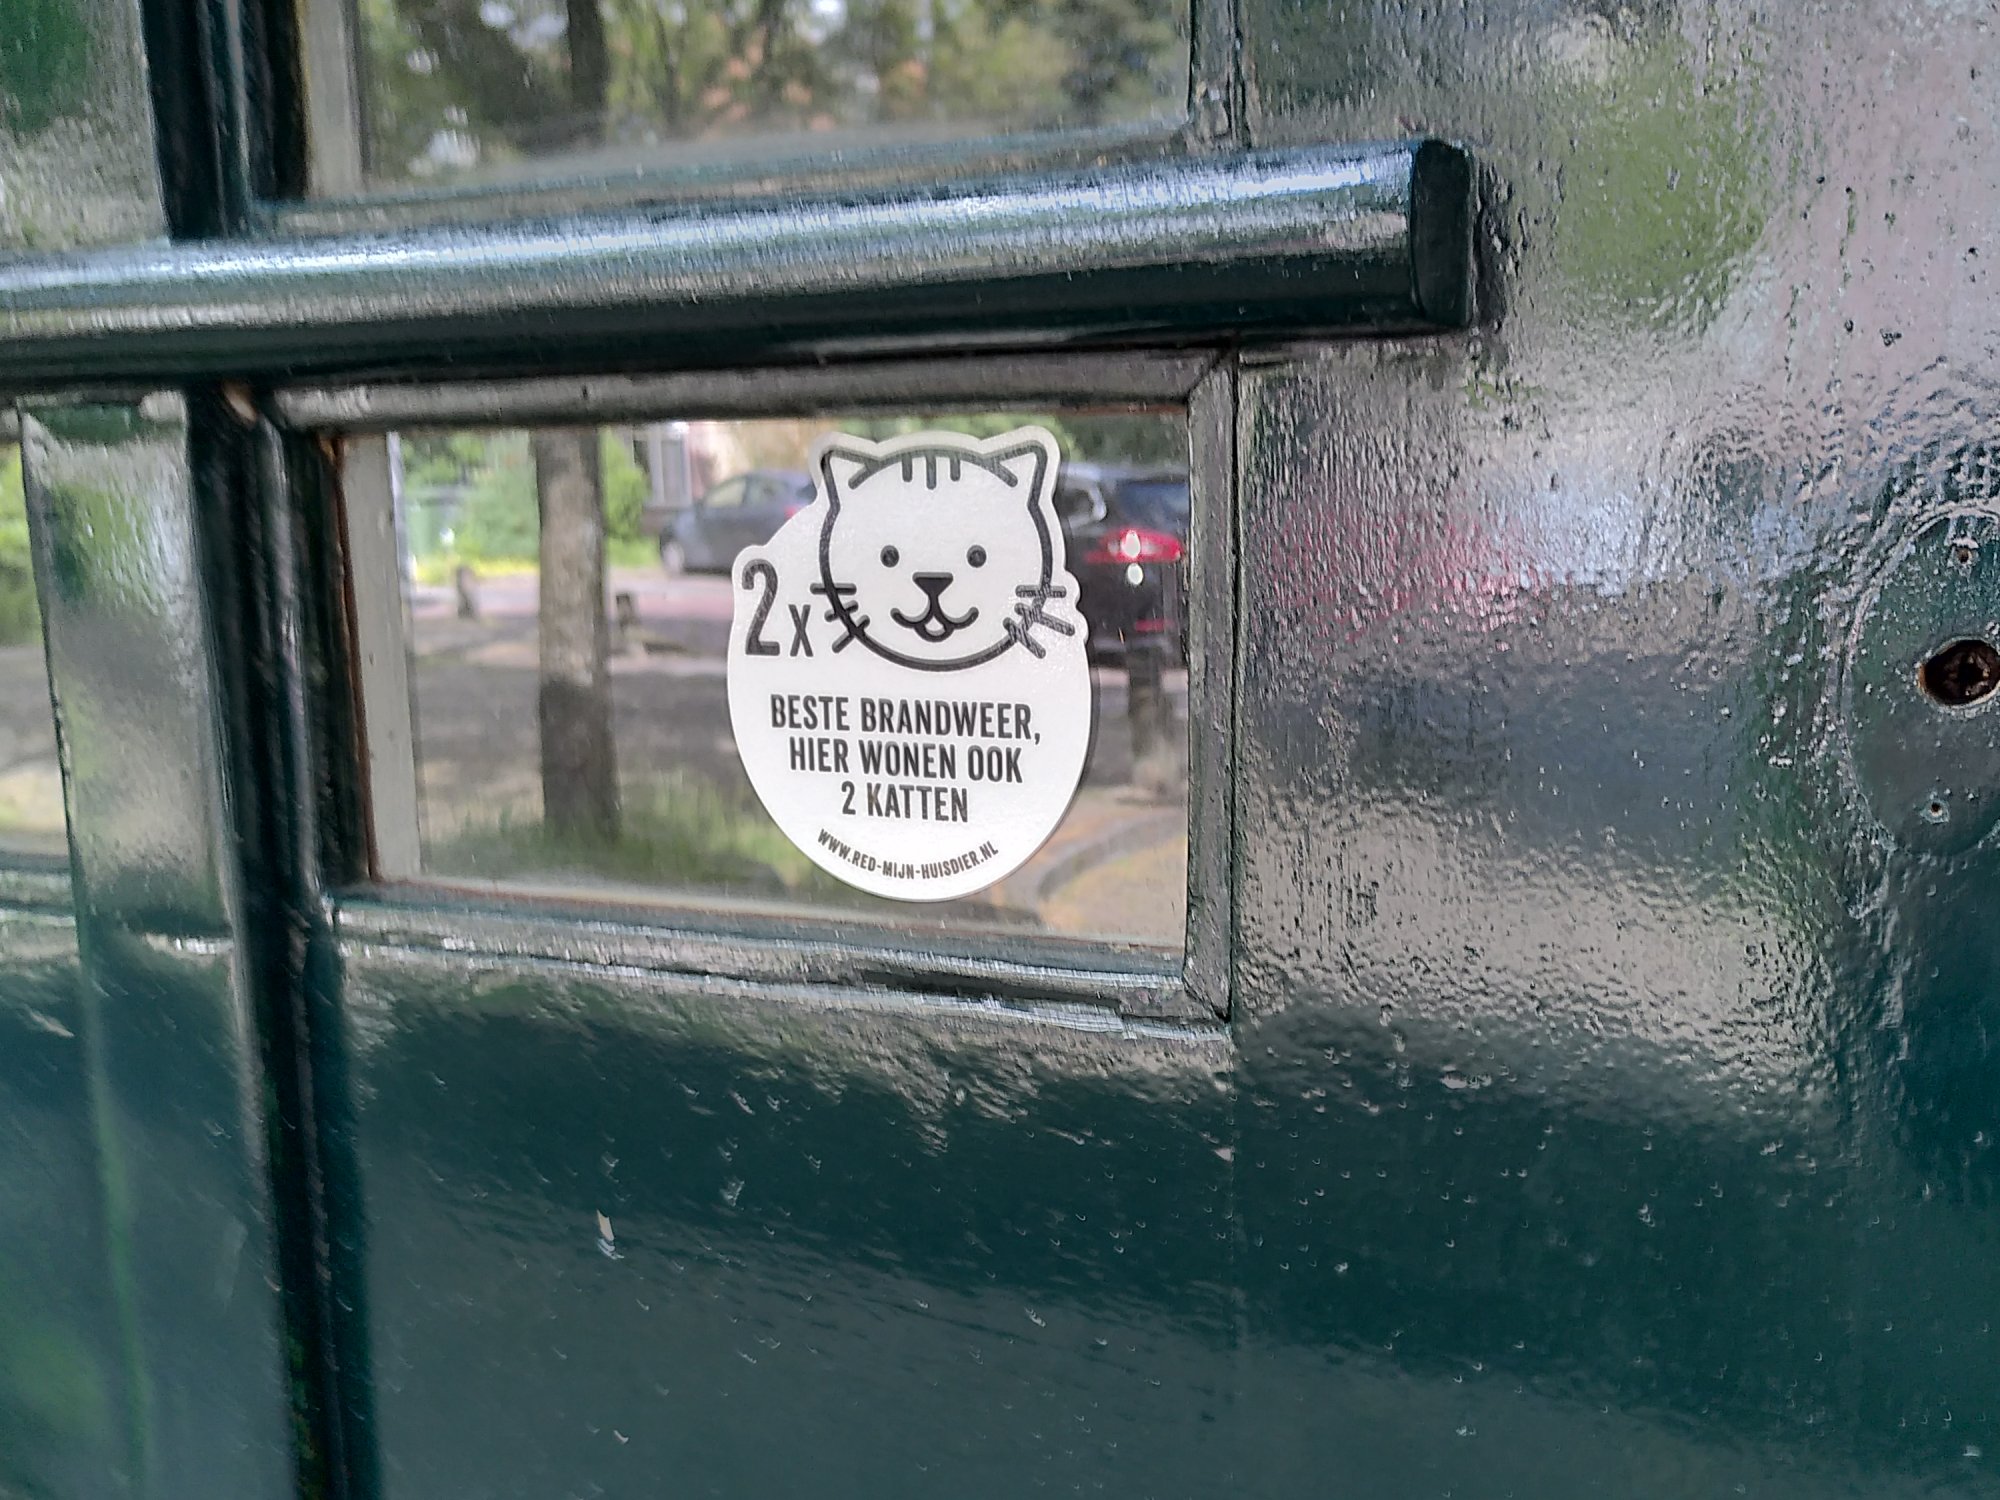 2x
BESTE BRANDWEER,
HIER WONEN OOK
2 KATTEN
WWW.RED-MIJN-HUISDIER.NL